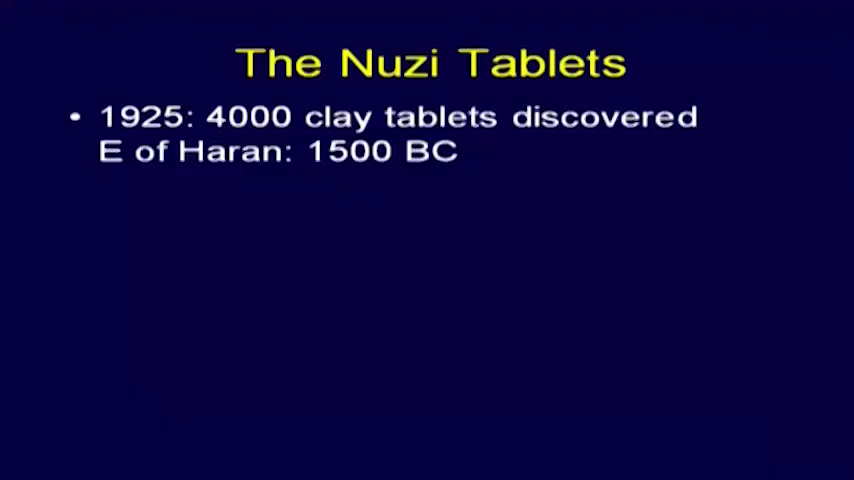 The Nuzi Tablets
• 1925: 4000 clay tablets discovered
E of Haran: 1500 BC